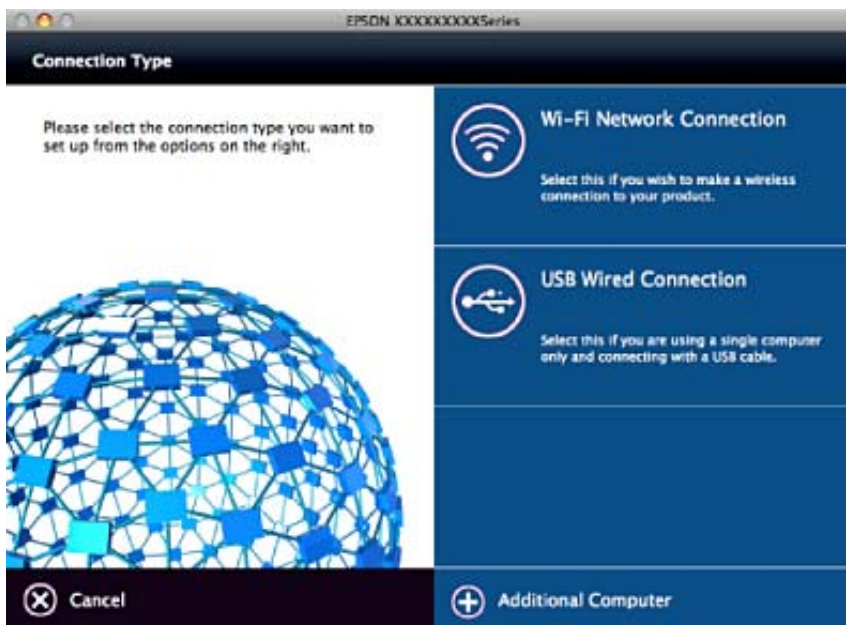 EPSON XXXXXXXXXSeries
Connection Type
Please select the connection type you want to
set up from the options on the right.
Wi-Fi Network Connection
Select this if you wish to make a wireless
connection to your product.
USB Wired Connection
Select this if you are using a single computer
only and connecting with a USB cable.
Cancel
Additional Computer